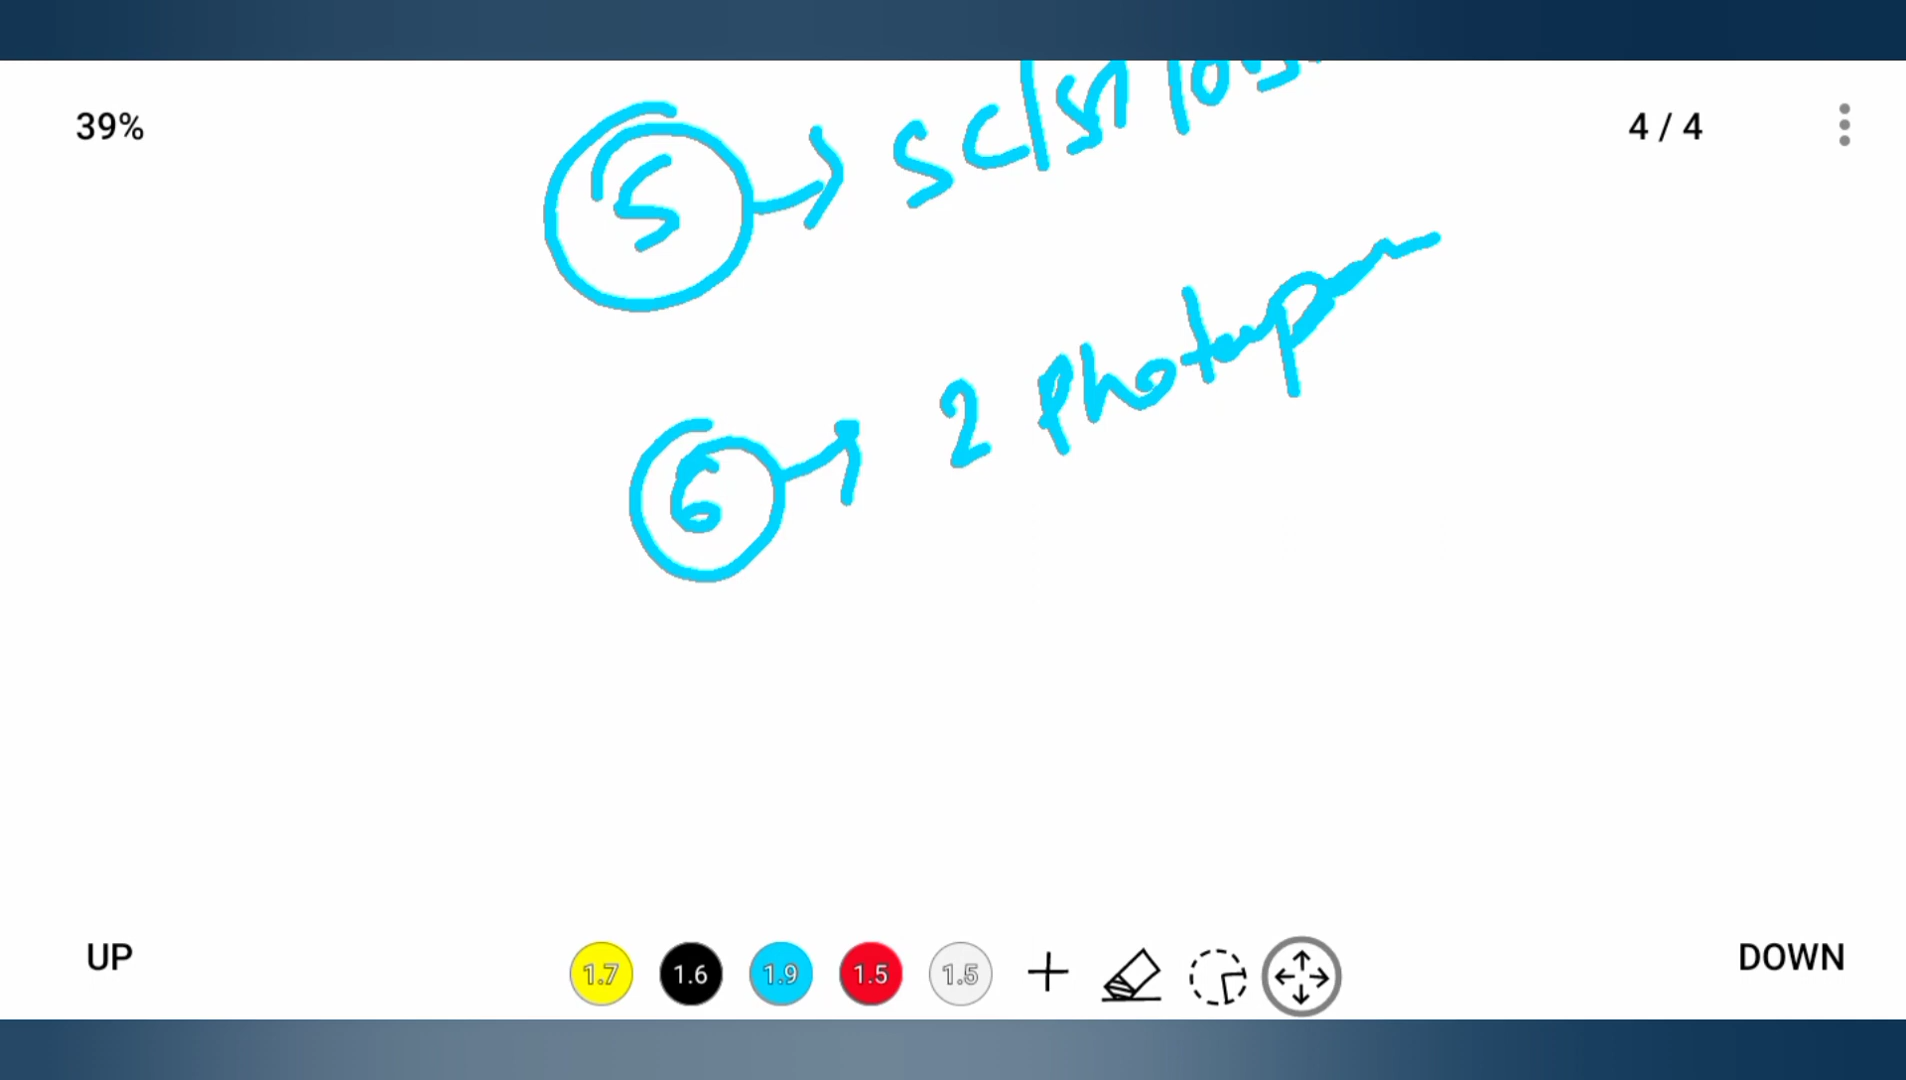 39%
4 / 4
5 → SC/ST/
6 → 2 Photo
UP
1.7 1.6 1.9 1.5 1.5
DOWN